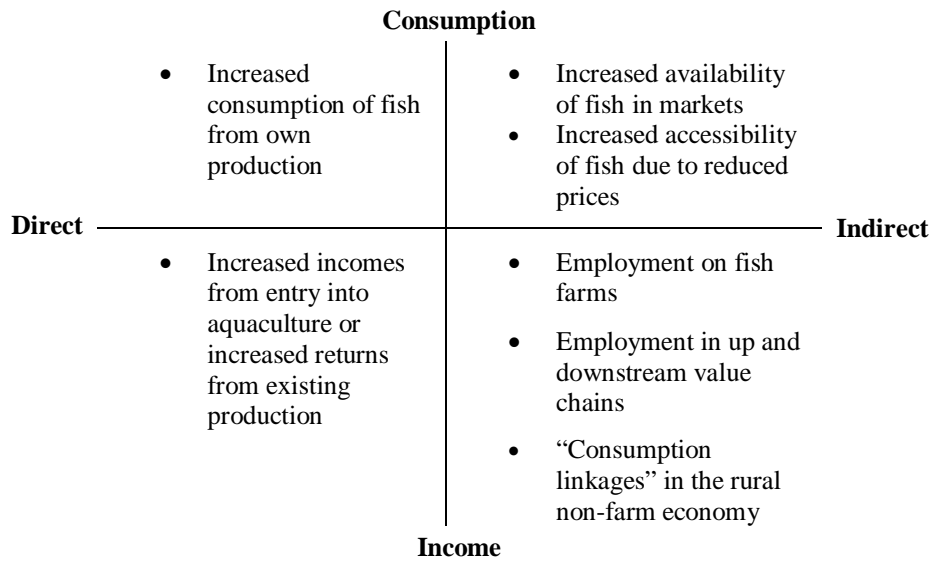 Consumption
• Increased
consumption of fish
from own
production
• Increased availability
of fish in markets
• Increased accessibility
of fish due to reduced
prices
Direct
Indirect
• Increased incomes
from entry into
aquaculture or
increased returns
from existing
production
• Employment on fish
farms
• Employment in up and
downstream value
chains
• “Consumption
linkages” in the rural
non-farm economy
Income